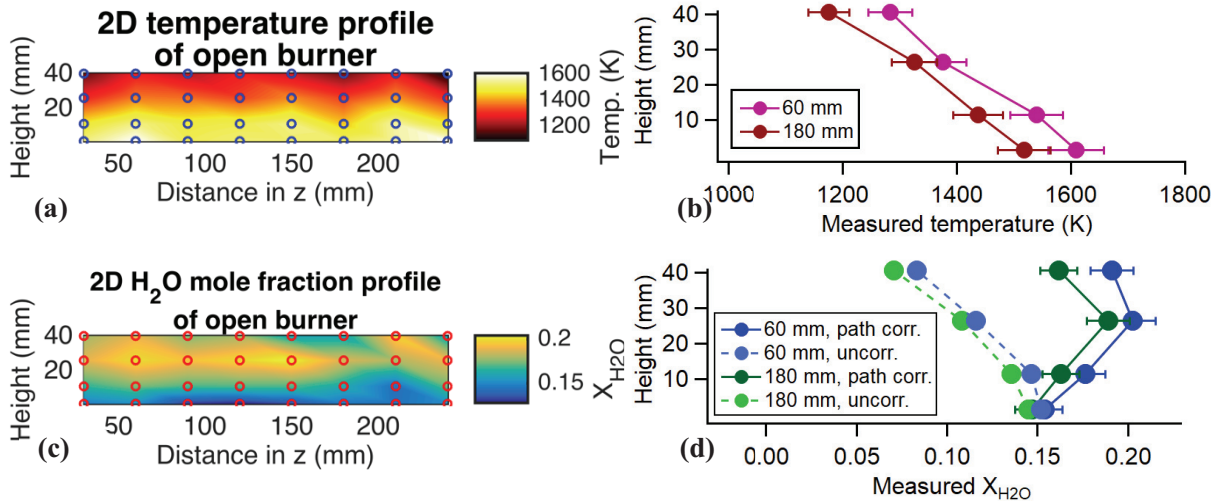 2D temperature profile
of open burner
40
20
Height (mm)
50
100
150
200
Distance in z (mm)
1600
1400
1200
Temp. (K)
(a)
40
30
20
10
Height (mm)
60 mm
180 mm
1000
1200
1400
1600
1800
Measured temperature (K)
(b)
2D H2O mole fraction profile
of open burner
40
20
Height (mm)
50
100
150
200
Distance in z (mm)
0.2
0.15
XH2O
(c)
40
30
20
10
Height (mm)
60 mm, path corr.
60 mm, uncorr.
180 mm, path corr.
180 mm, uncorr.
0.00
0.05
0.10
0.15
0.20
Measured XH2O
(d)